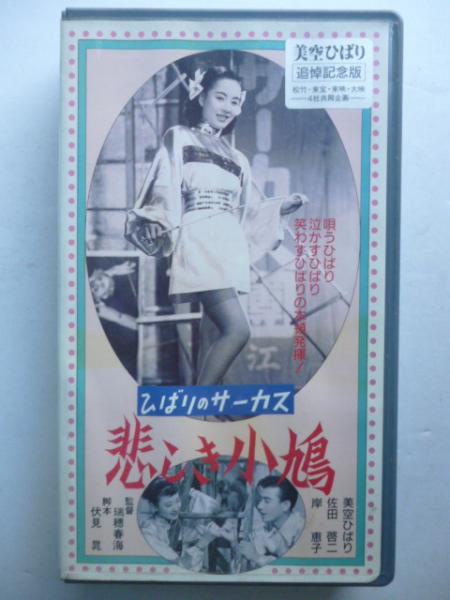 美空ひばり
追悼記念版
松竹・東宝・東映・大映
4社共同企画
サーカ
江
唄うひばり
泣かすひばり
笑わすひばりの本領発揮!
ひばりのサーカス
悲しき小鳩
美空ひばり
佐田啓二
岸恵子
監督
瑞穂春海
脚本
伏見晁